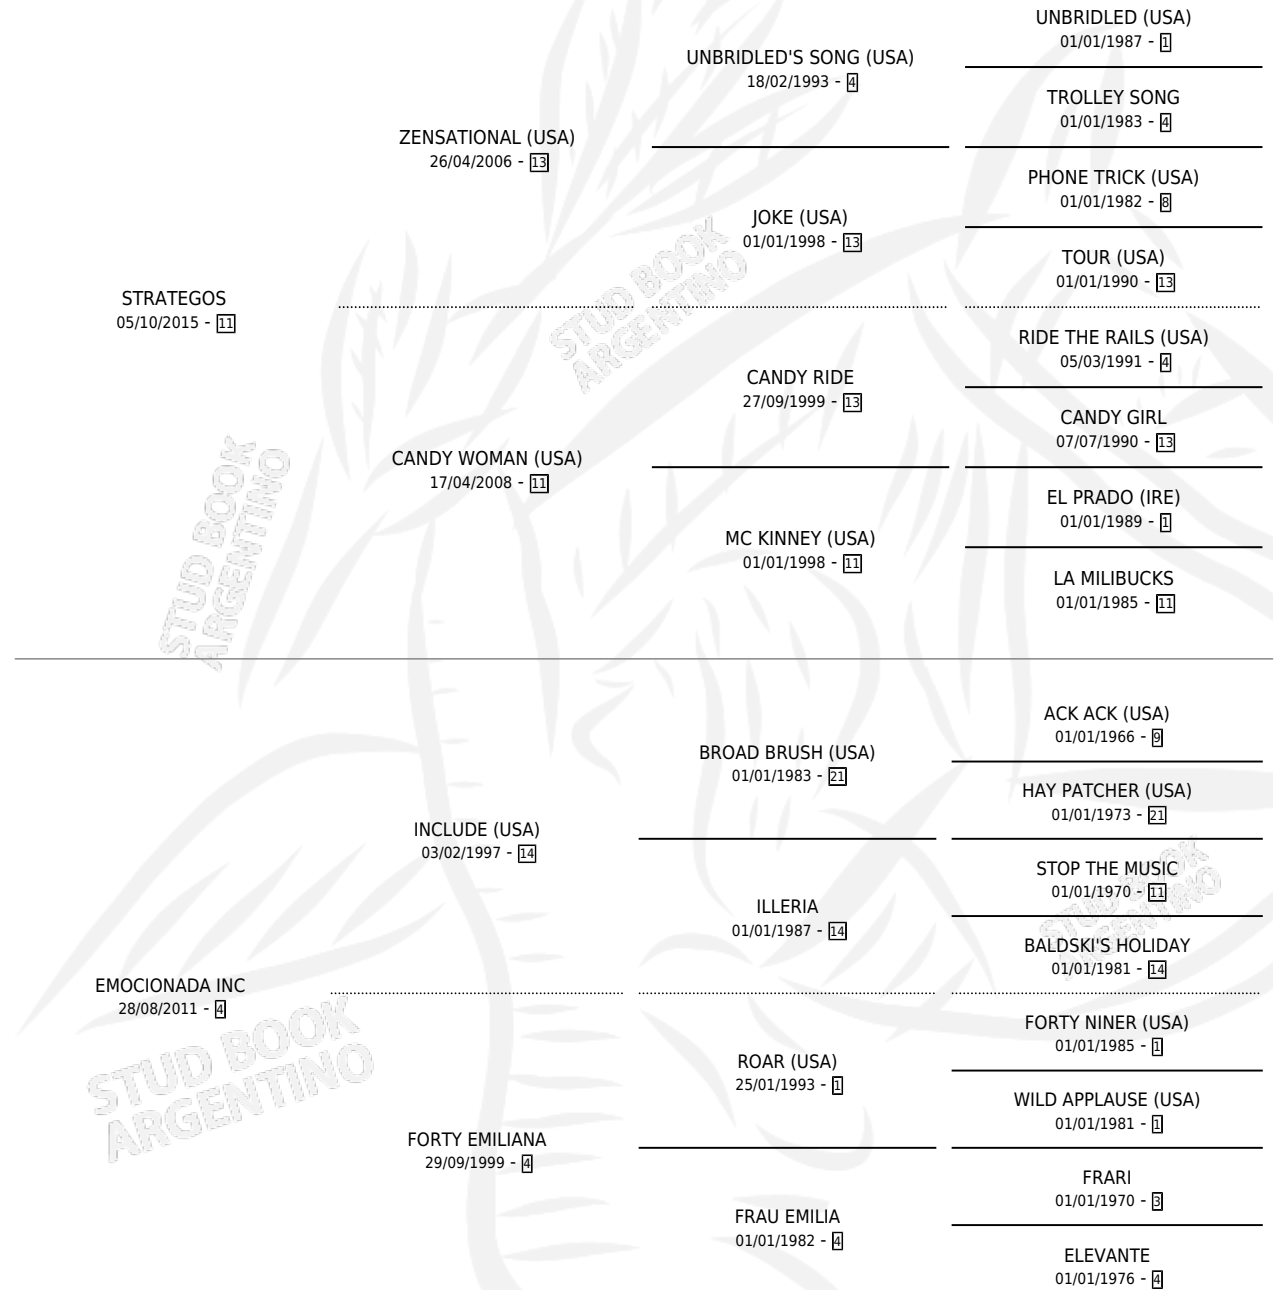 UNBRIDLED (USA)
01/01/1987 - 1
UNBRIDLED'S SONG (USA)
18/02/1993 - 4
TROLLEY SONG
01/01/1983 - 4
ZENSATIONAL (USA)
26/04/2006 - 13
PHONE TRICK (USA)
01/01/1982 - 8
JOKE (USA)
01/01/1998 - 13
TOUR (USA)
01/01/1990 - 13
STRATEGOS
05/10/2015 - 11
RIDE THE RAILS (USA)
05/03/1991 - 4
CANDY RIDE
27/09/1999 - 13
CANDY GIRL
07/07/1990 - 13
CANDY WOMAN (USA)
17/04/2008 - 11
EL PRADO (IRE)
01/01/1989 - 1
MC KINNEY (USA)
01/01/1998 - 11
LA MILIBUCKS
01/01/1985 - 11
ACK ACK (USA)
01/01/1966 - 9
BROAD BRUSH (USA)
01/01/1983 - 21
HAY PATCHER (USA)
01/01/1973 - 21
INCLUDE (USA)
03/02/1997 - 14
STOP THE MUSIC
01/01/1970 - 11
ILLERIA
01/01/1987 - 14
BALDSKI'S HOLIDAY
01/01/1981 - 14
EMOCIONADA INC
28/08/2011 - 4
FORTY NINER (USA)
01/01/1985 - 1
ROAR (USA)
25/01/1993 - 1
WILD APPLAUSE (USA)
01/01/1981 - 1
FORTY EMILIANA
29/09/1999 - 4
FRARI
01/01/1970 - 3
FRAU EMILIA
01/01/1982 - 4
ELEVANTE
01/01/1976 - 4
STUD BOOK
ARGENTINO
STUD BOOK
ARGENTINO
STUD BOOK
ARGENTINO
STUD BOOK
ARGENTINO